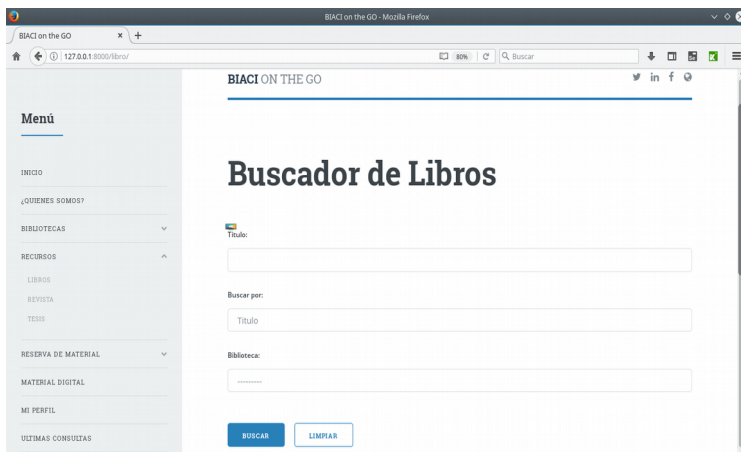 BIACI on the GO - Mozilla Firefox
BIACI on the GO
127.0.0.1:8000/libro/
80%
Buscar
BIACI ON THE GO
Menú
INICIO
¿QUIENES SOMOS?
BIBLIOTECAS
RECURSOS
LIBROS
REVISTA
TESIS
RESERVA DE MATERIAL
MATERIAL DIGITAL
MI PERFIL
ULTIMAS CONSULTAS
Buscador de Libros
Titulo:
Buscar por:
Titulo
Biblioteca:
---------
BUSCAR
LIMPIAR